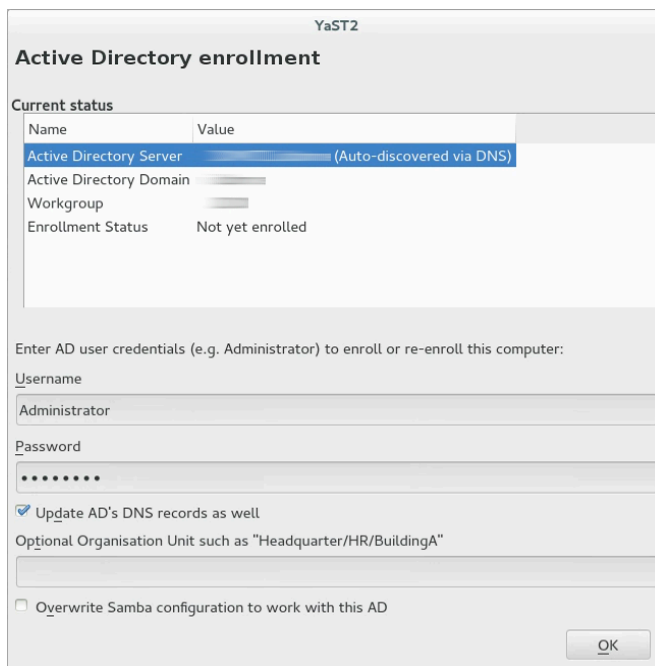 YaST2
Active Directory enrollment
Current status
Name Value
Active Directory Server (Auto-discovered via DNS)
Active Directory Domain
Workgroup
Enrollment Status Not yet enrolled
Enter AD user credentials (e.g. Administrator) to enroll or re-enroll this computer:
Username
Administrator
Password
••••••••
Update AD's DNS records as well
Optional Organisation Unit such as "Headquarter/HR/BuildingA"
Overwrite Samba configuration to work with this AD
OK